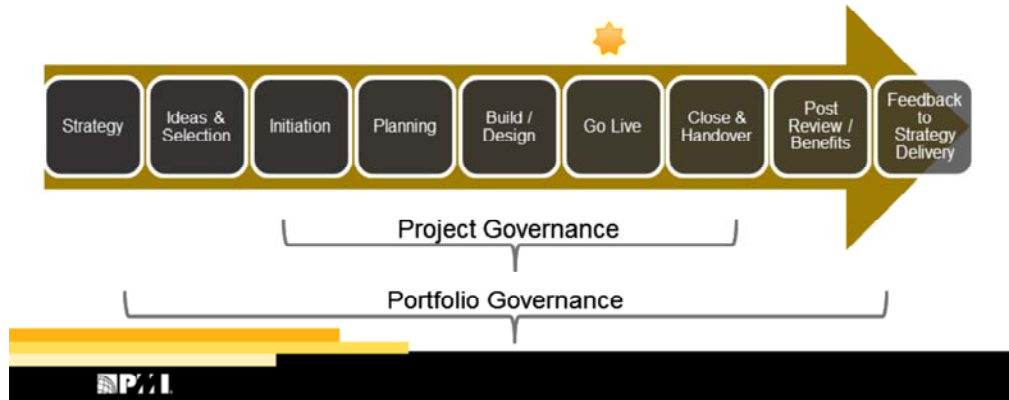 Strategy
Ideas &
Selection
Initiation
Planning
Build /
Design
Go Live
Close &
Handover
Post
Review /
Benefits
Feedback
to
Strategy
Delivery
Project Governance
Portfolio Governance
PMI